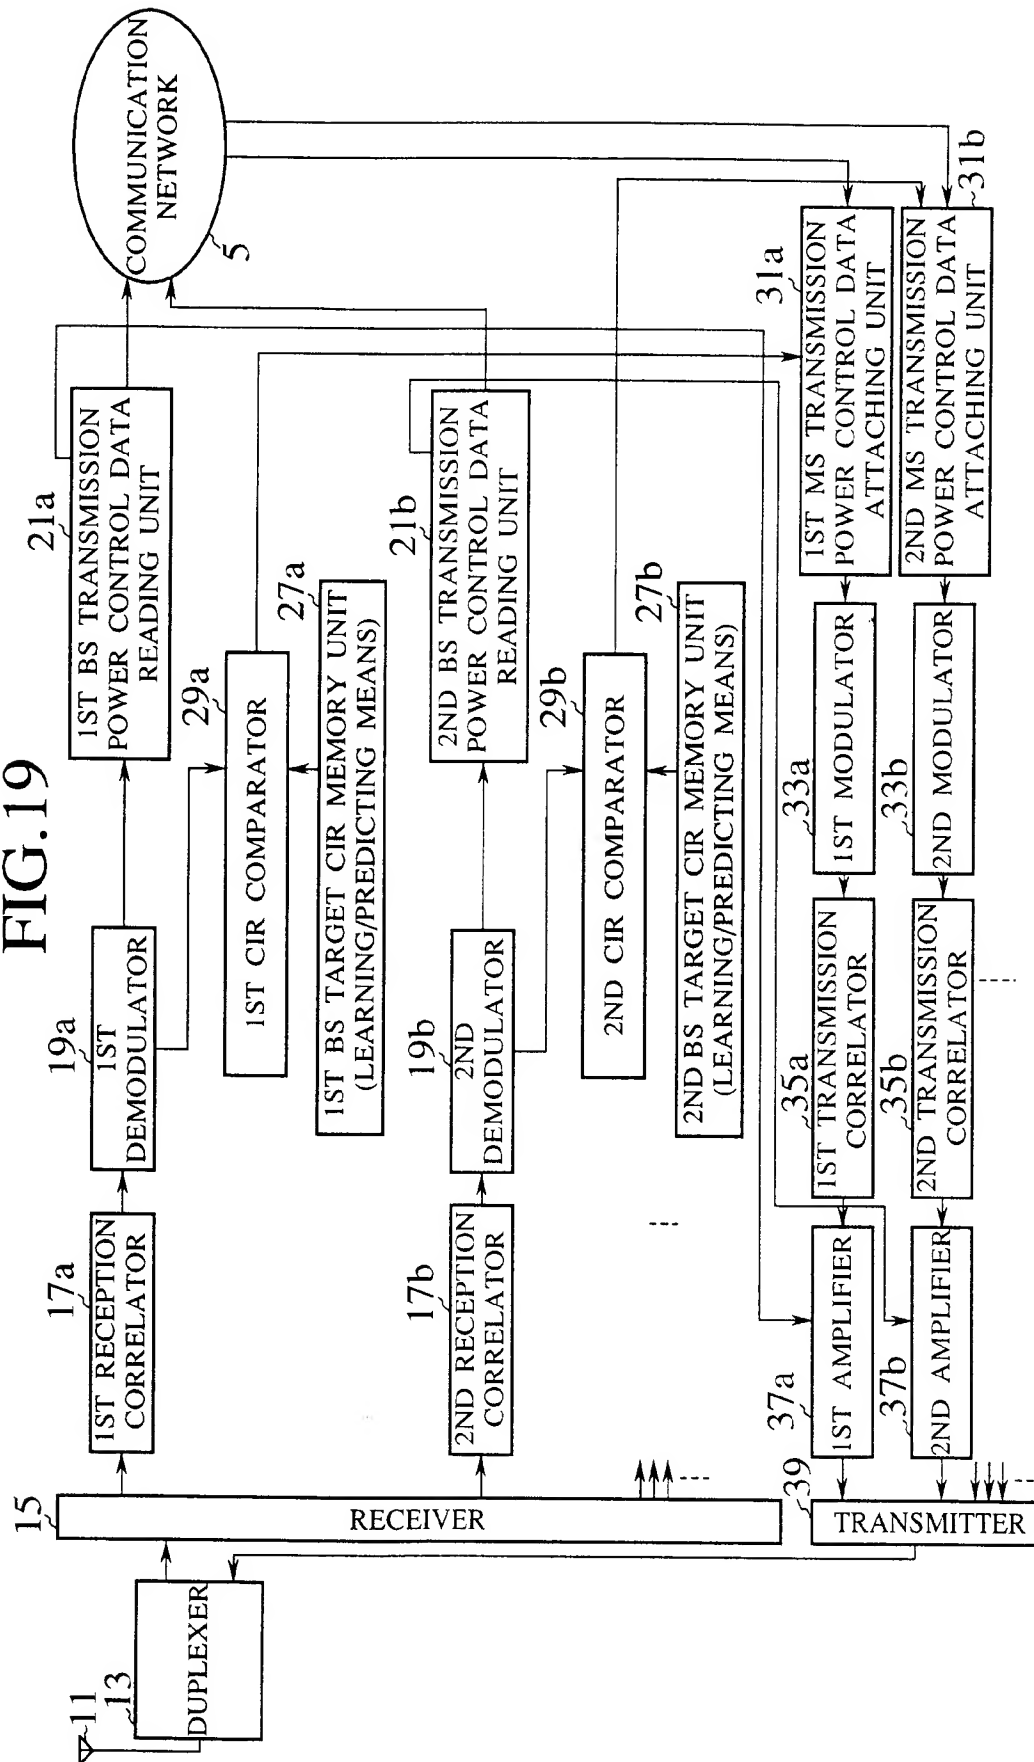 FIG.19
11
13
DUPLEXER
15
RECEIVER
17a
1ST RECEPTION
CORRELATOR
19a
1ST
DEMODULATOR
21a
1ST BS TRANSMISSION
POWER CONTROL DATA
READING UNIT
COMMUNICATION
NETWORK
5
29a
1ST CIR COMPARATOR
27a
1ST BS TARGET CIR MEMORY UNIT
(LEARNING/PREDICTING MEANS)
17b
2ND RECEPTION
CORRELATOR
19b
2ND
DEMODULATOR
21b
2ND BS TRANSMISSION
POWER CONTROL DATA
READING UNIT
29b
2ND CIR COMPARATOR
27b
2ND BS TARGET CIR MEMORY UNIT
(LEARNING/PREDICTING MEANS)
39
TRANSMITTER
37a
1ST AMPLIFIER
35a
1ST TRANSMISSION
CORRELATOR
33a
1ST MODULATOR
31a
1ST MS TRANSMISSION
POWER CONTROL DATA
ATTACHING UNIT
37b
2ND AMPLIFIER
35b
2ND TRANSMISSION
CORRELATOR
33b
2ND MODULATOR
31b
2ND MS TRANSMISSION
POWER CONTROL DATA
ATTACHING UNIT